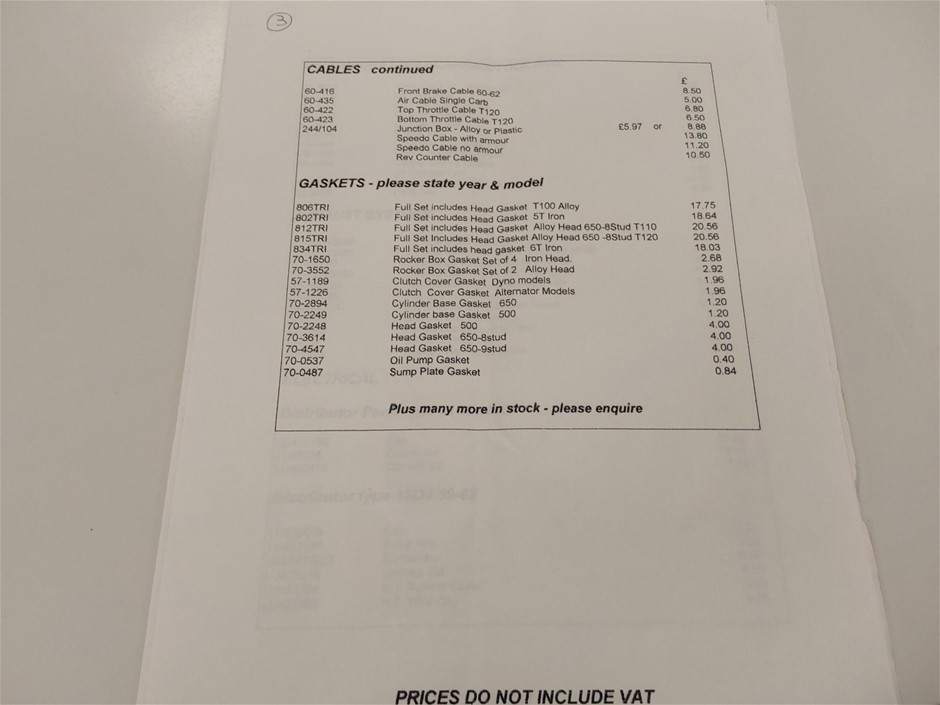 3
CABLES continued
£
60-416 Front Brake Cable 60-62 8.50
60-435 Air Cable Single Carb 5.00
60-422 Top Throttle Cable T120 6.80
60-423 Bottom Throttle Cable T120 6.50
244/104 Junction Box - Alloy or Plastic £5.97 or 8.88
Speedo Cable with armour 13.80
Speedo Cable no armour 11.20
Rev Counter Cable 10.50
GASKETS - please state year & model
806TRI Full Set includes Head Gasket T100 Alloy 17.75
802TRI Full Set includes Head Gasket 5T Iron 18.64
812TRI Full Set includes Head Gasket Alloy Head 650-8Stud T110 20.56
815TRI Full Set Includes Head Gasket Alloy Head 650 -8Stud T120 20.56
834TRI Full Set Includes head gasket 6T Iron 18.03
70-1650 Rocker Box Gasket Set of 4 Iron Head. 2.68
70-3552 Rocker Box Gasket Set of 2 Alloy Head 2.92
57-1189 Clutch Cover Gasket Dyno models 1.96
57-1226 Clutch Cover Gasket Alternator Models 1.96
70-2894 Cylinder Base Gasket 650 1.20
70-2249 Cylinder base Gasket 500 1.20
70-2248 Head Gasket 500 4.00
70-3614 Head Gasket 650-8stud 4.00
70-4547 Head Gasket 650-9stud 4.00
70-0537 Oil Pump Gasket 0.40
70-0487 Sump Plate Gasket 0.84
ELECTRICAL
Plus many more in stock - please enquire
PRICES DO NOT INCLUDE VAT